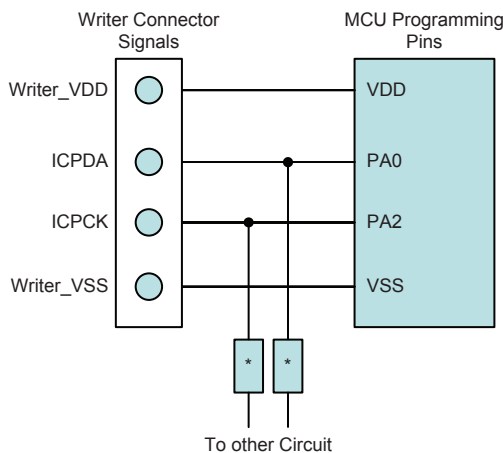 Writer Connector
Signals
MCU Programming
Pins
Writer_VDD
VDD
ICPDA
PA0
ICPCK
PA2
Writer_VSS
VSS
* *
To other Circuit